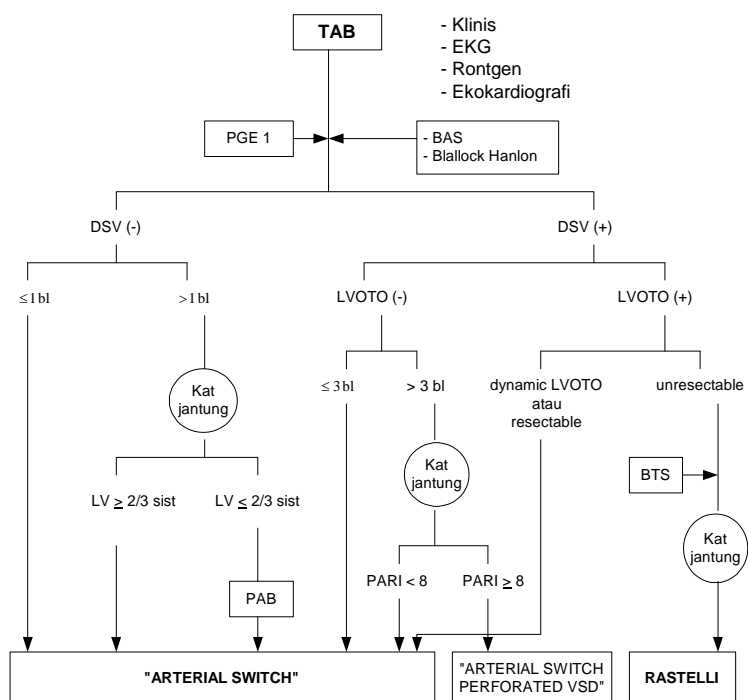 TAB
- Klinis
- EKG
- Rontgen
- Ekokardiografi
PGE 1
- BAS
- Blallock Hanlon
DSV (-)
DSV (+)
≤1 bl
>1 bl
LVOTO (-)
LVOTO (+)
Kat
jantung
≤ 3 bl
> 3 bl
dynamic LVOTO
atau
resectable
unresectable
Kat
jantung
BTS
LV ≥ 2/3 sist
LV ≤ 2/3 sist
Kat
jantung
PARI < 8
PARI ≥ 8
PAB
"ARTERIAL SWITCH"
"ARTERIAL SWITCH
PERFORATED VSD"
RASTELLI